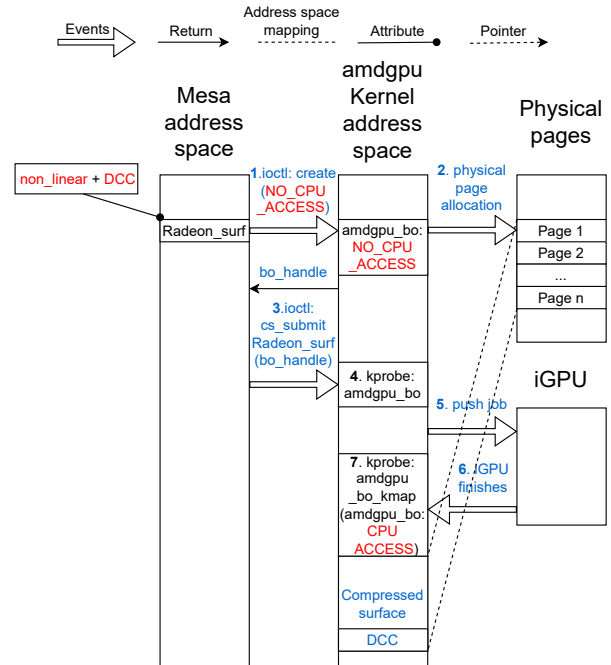 Events
Return
Address space
mapping
Attribute
Pointer
Mesa
address
space
amdgpu
Kernel
address
space
Physical
pages
non_linear + DCC
1.ioctl: create
(NO_CPU
_ACCESS)
2. physical
page
allocation
Radeon_surf
amdgpu_bo:
NO_CPU
_ACCESS
Page 1
Page 2
...
Page n
bo_handle
3.ioctl:
cs_submit
Radeon_surf
(bo_handle)
4. kprobe:
amdgpu_bo
iGPU
5. push job
7. kprobe:
amdgpu
_bo_kmap
(amdgpu_bo:
CPU
ACCESS)
6. iGPU
finishes
Compressed
surface
DCC